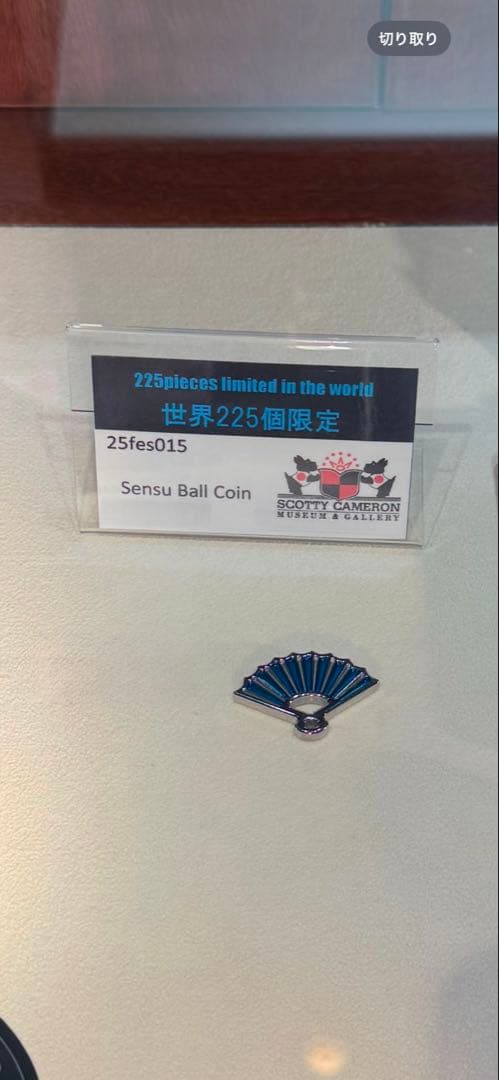 切り取り
225pieces limited in the world
世界225個限定
25fes015
Sensu Ball Coin
SCOTTY CAMERON
MUSEUM & GALLERY